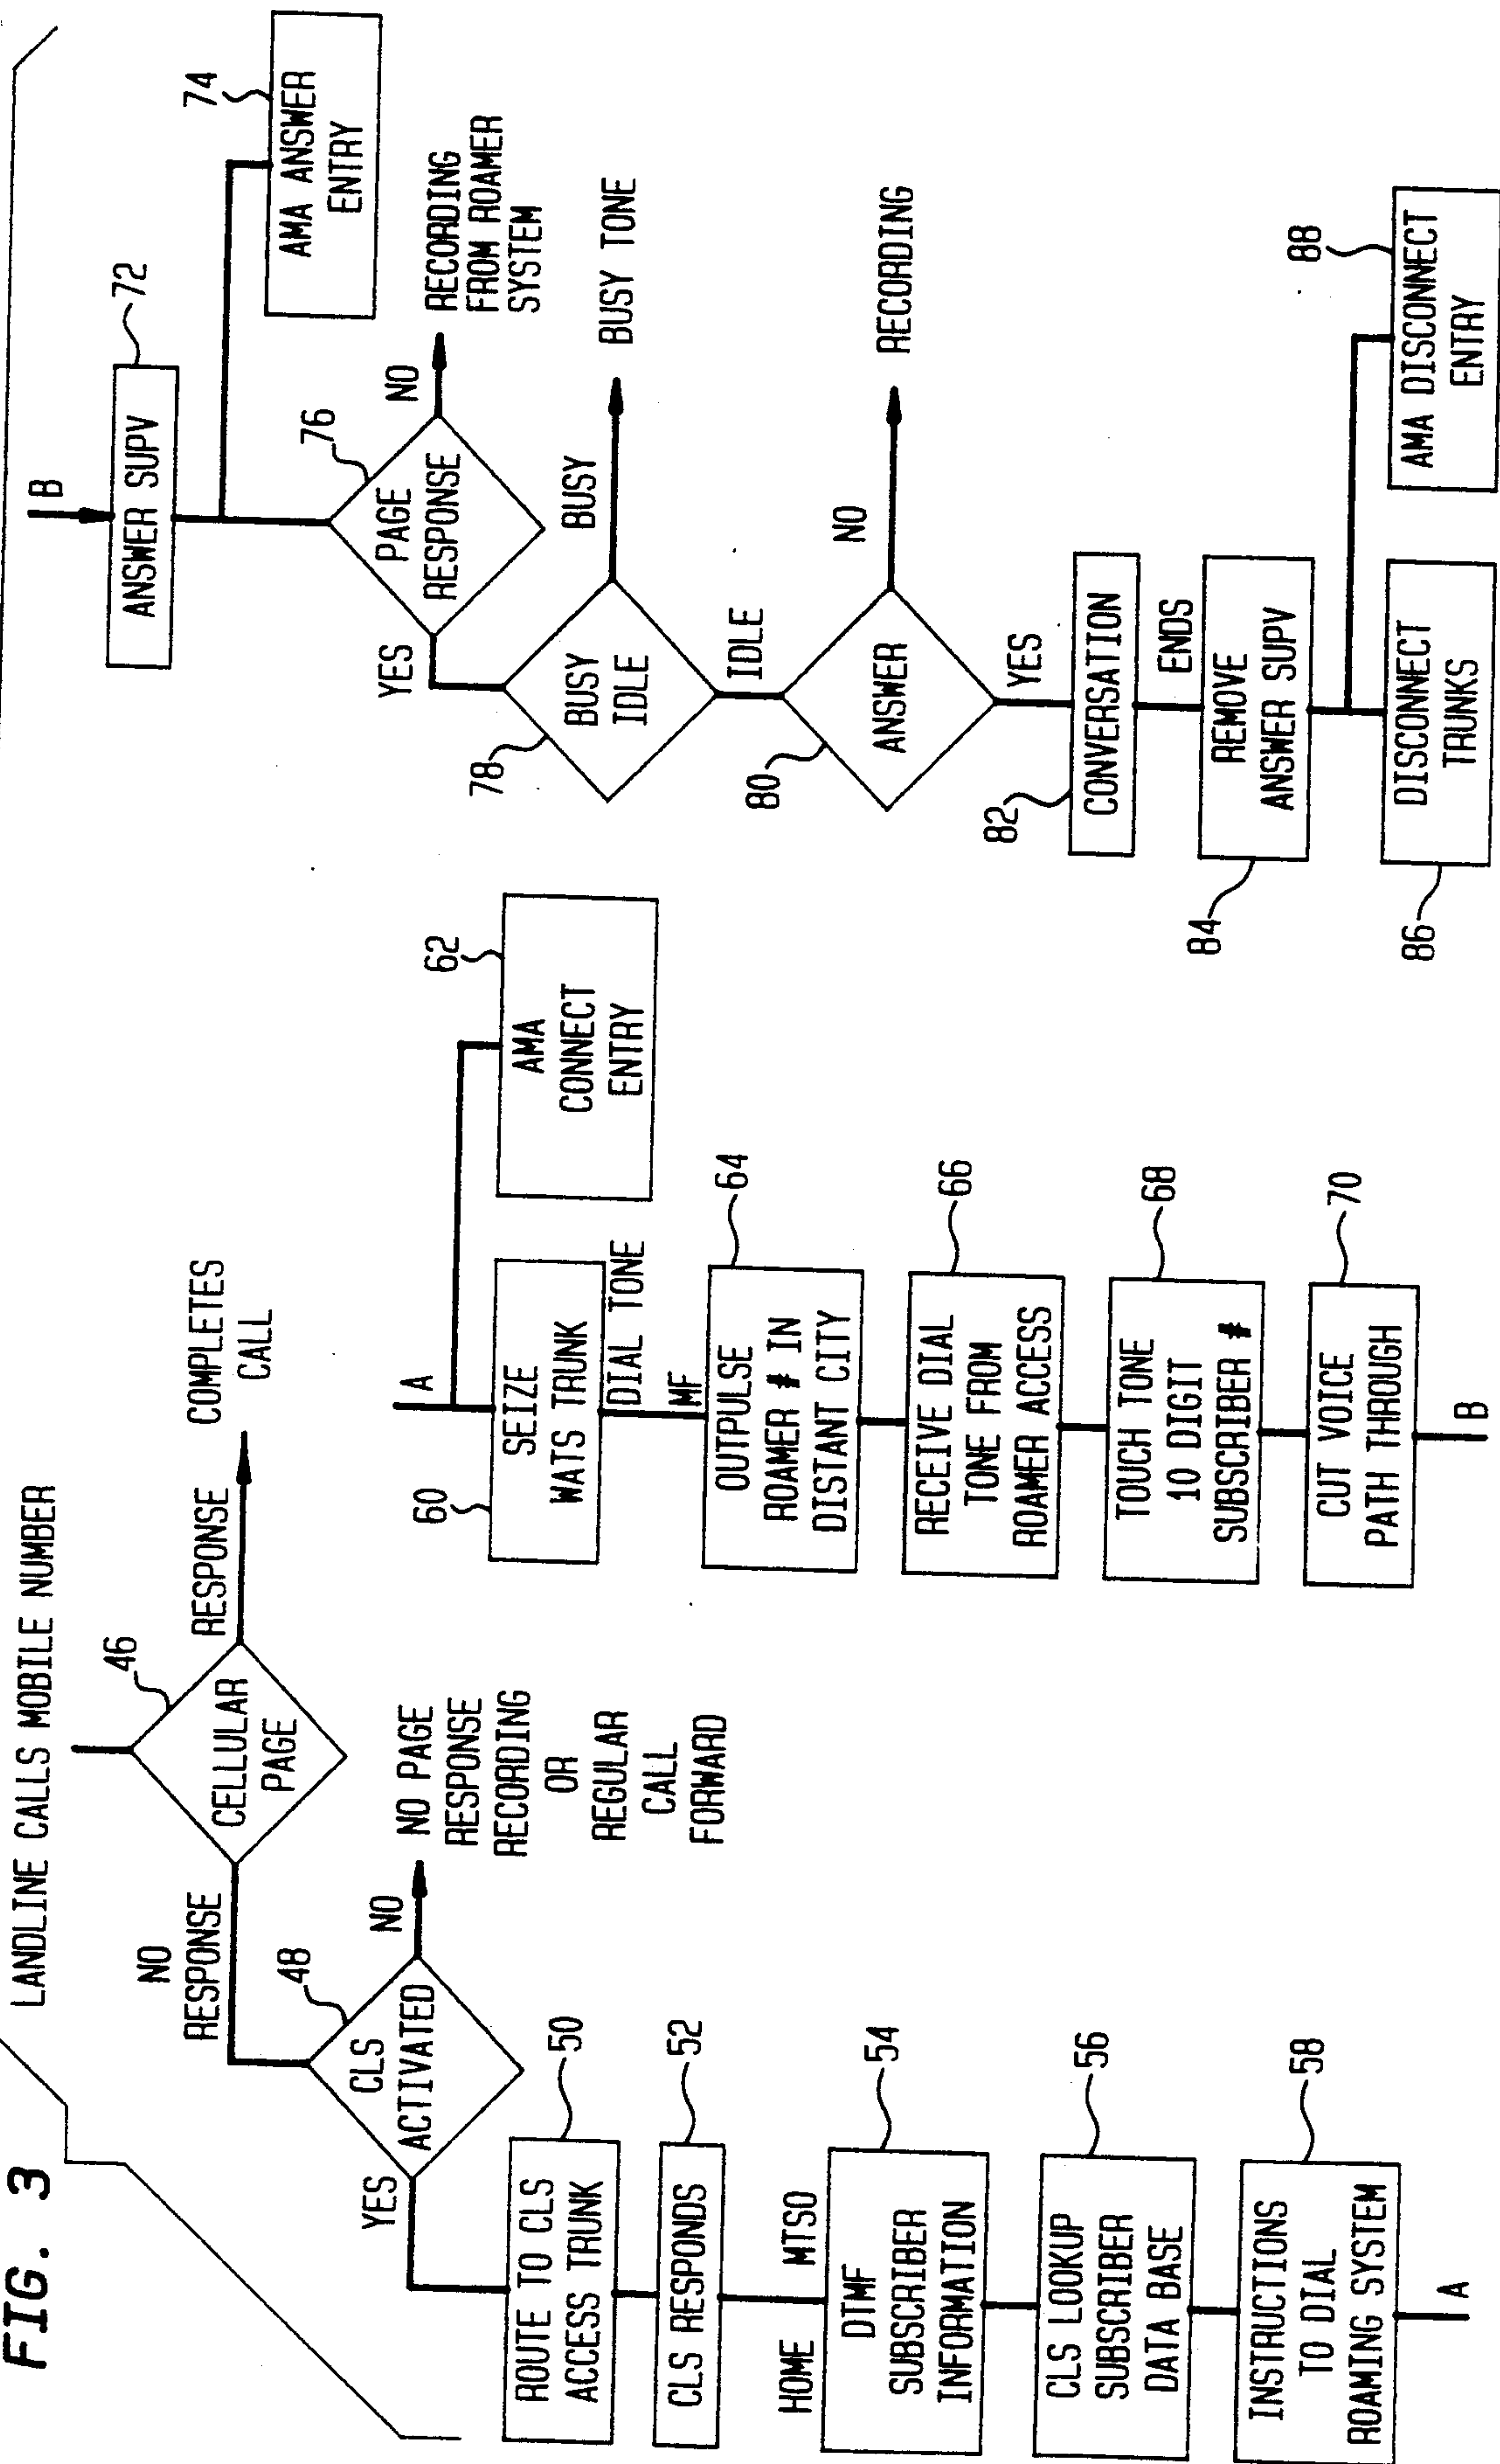 FIG. 3
LANDLINE CALLS MOBILE NUMBER
46
CELLULAR
PAGE
RESPONSE
COMPLETES
CALL
NO
RESPONSE
48
CLS
ACTIVATED
NO
NO PAGE
RESPONSE
RECORDING
OR
REGULAR
CALL
FORWARD
YES
50
ROUTE TO CLS
ACCESS TRUNK
52
CLS RESPONDS
HOME MTSO
54
DTMF
SUBSCRIBER
INFORMATION
56
CLS LOOKUP
SUBSCRIBER
DATA BASE
58
INSTRUCTIONS
TO DIAL
ROAMING SYSTEM
A
A
60
SEIZE
WATS TRUNK
62
AMA
CONNECT
ENTRY
DIAL TONE
MF
64
OUTPULSE
ROAMER # IN
DISTANT CITY
66
RECEIVE DIAL
TONE FROM
ROAMER ACCESS
68
TOUCH TONE
10 DIGIT
SUBSCRIBER #
70
CUT VOICE
PATH THROUGH
B
B
72
ANSWER SUPV
74
AMA ANSWER
ENTRY
76
PAGE
RESPONSE
NO
RECORDING
FROM ROAMER
SYSTEM
YES
78
BUSY
IDLE
BUSY
BUSY TONE
IDLE
80
ANSWER
NO
RECORDING
YES
82
CONVERSATION
ENDS
84
REMOVE
ANSWER SUPV
86
DISCONNECT
TRUNKS
88
AMA DISCONNECT
ENTRY